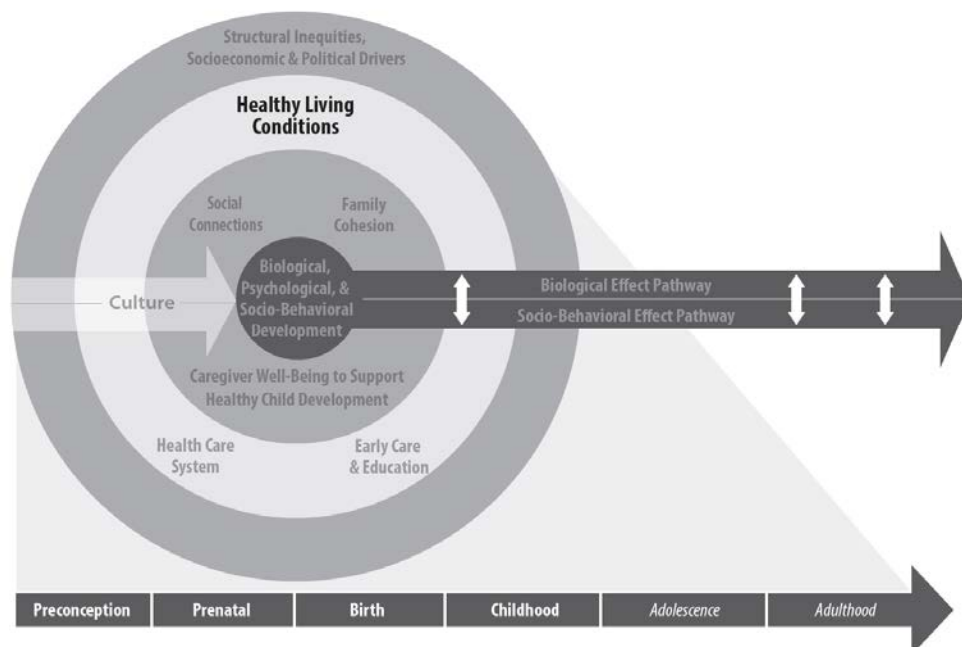 Structural Inequities,
Socioeconomic & Political Drivers
Healthy Living
Conditions
Social
Connections
Family
Cohesion
Culture
Biological,
Psychological, &
Socio-Behavioral
Development
Biological Effect Pathway
Socio-Behavioral Effect Pathway
Caregiver Well-Being to Support
Healthy Child Development
Health Care
System
Early Care
& Education
Preconception
Prenatal
Birth
Childhood
Adolescence
Adulthood